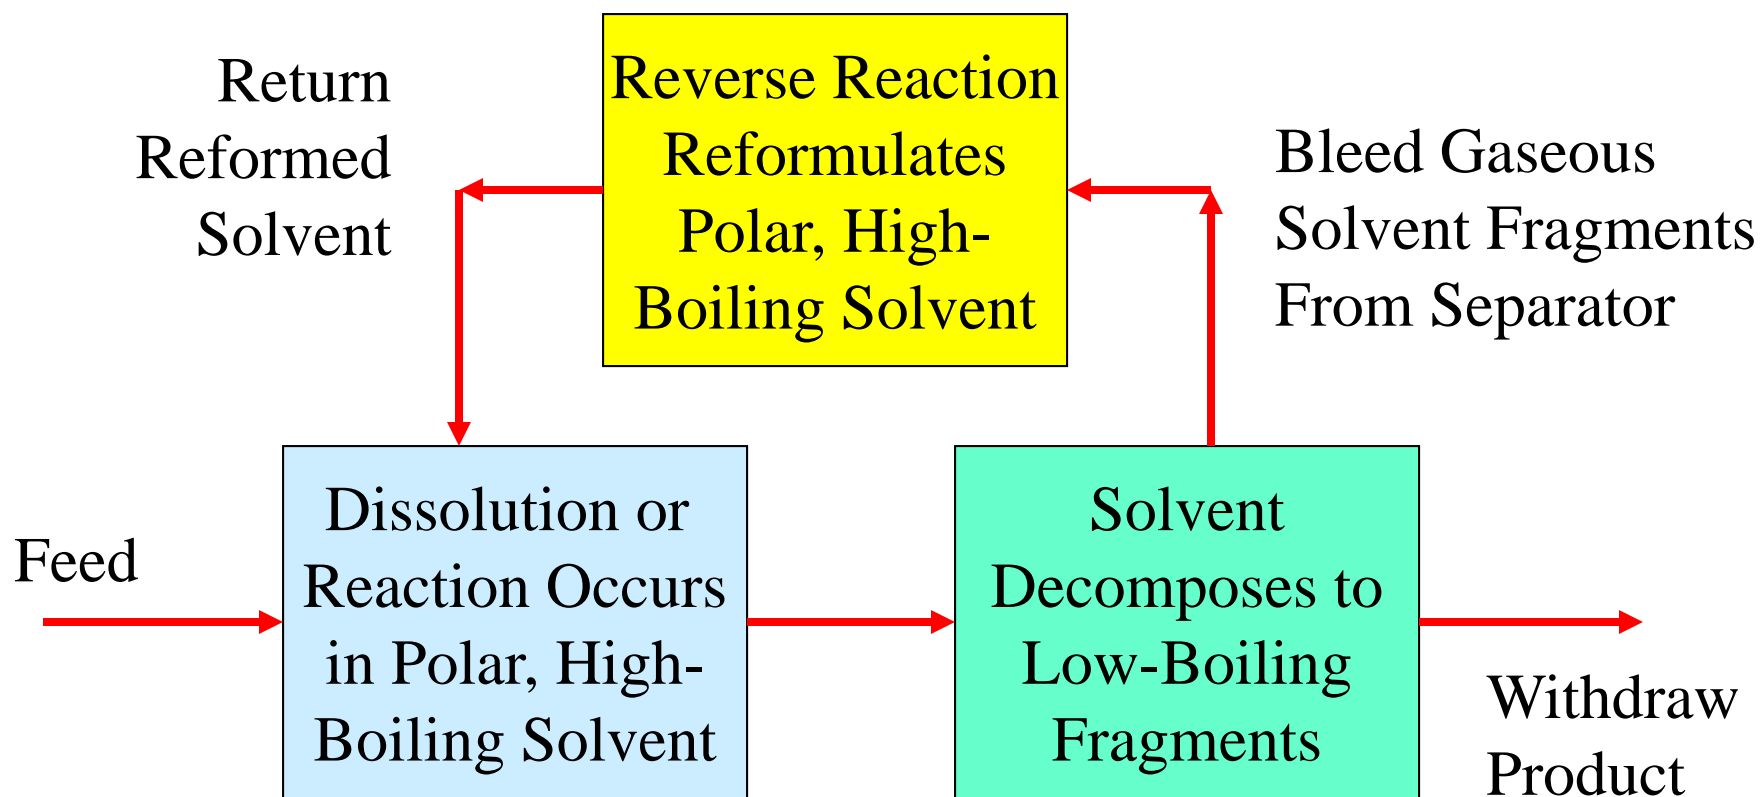 Return
Reformed
Solvent
Reverse Reaction
Reformulates
Polar, High-
Boiling Solvent
Bleed Gaseous
Solvent Fragments
From Separator
Feed
Dissolution or
Reaction Occurs
in Polar, High-
Boiling Solvent
Solvent
Decomposes to
Low-Boiling
Fragments
Withdraw
Product